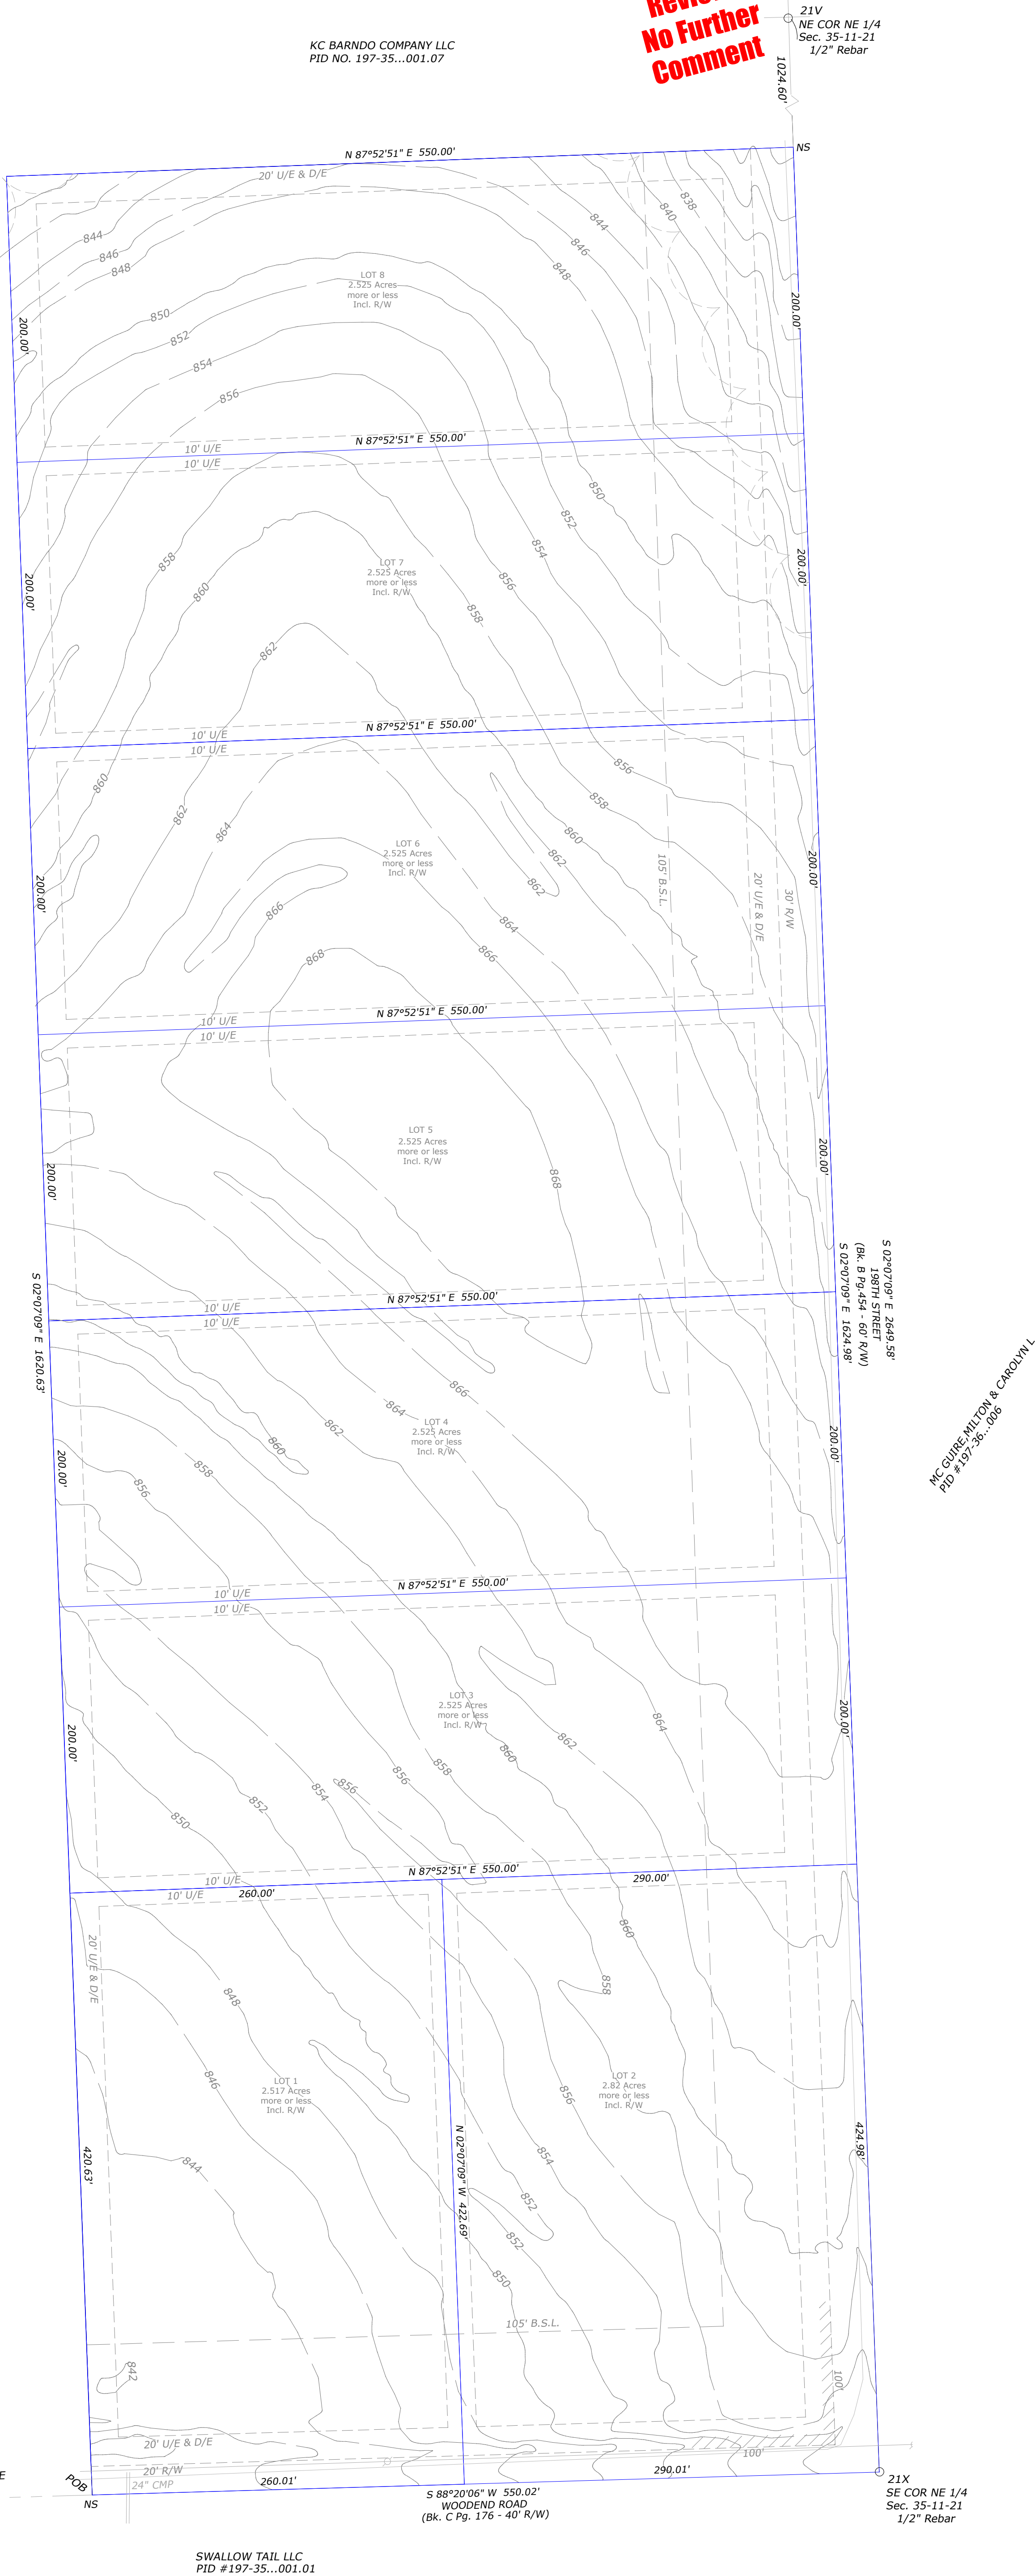 No Further
Comment
21V
NE COR NE 1/4
Sec. 35-11-21
1/2" Rebar
KC BARNDO COMPANY LLC
PID NO. 197-35...001.07
1024.60'
NS
N 87°52'51" E 550.00'
20' U/E & D/E
838
840
844
846
848
844
846
848
LOT 8
2.525 Acres
more or less
Incl. R/W
200.00'
200.00'
850
852
854
856
N 87°52'51" E 550.00'
10' U/E
10' U/E
850
852
854
856
858
858
860
LOT 7
2.525 Acres
more or less
Incl. R/W
200.00'
200.00'
862
N 87°52'51" E 550.00'
10' U/E
10' U/E
856
858
860
862
862
860
862
864
LOT 6
2.525 Acres
more or less
Incl. R/W
105' B.S.L.
20' U/E & D/E
30' R/W
200.00'
200.00'
866
864
866
868
N 87°52'51" E 550.00'
10' U/E
10' U/E
LOT 5
2.525 Acres
more or less
Incl. R/W
868
200.00'
200.00'
S 02°07'09" E 1620.63'
S 02°07'09" E 1624.98'
(Bk. B Pg.454 - 60' R/W)
198TH STREET
S 02°07'09" E 2649.58'
N 87°52'51" E 550.00'
10' U/E
10' U/E
MC GUIRE,MILTON & CAROLYN L
PID #197-36...006
866
864
862
860
858
856
LOT 4
2.525 Acres
more or less
Incl. R/W
200.00'
200.00'
N 87°52'51" E 550.00'
10' U/E
10' U/E
LOT 3
2.525 Acres
more or less
Incl. R/W
864
862
860
858
856
856
854
852
850
200.00'
200.00'
N 87°52'51" E 550.00'
10' U/E
10' U/E
260.00'
290.00'
20' U/E & D/E
860
858
848
846
LOT 1
2.517 Acres
more or less
Incl. R/W
LOT 2
2.82 Acres
more or less
Incl. R/W
856
854
852
852
850
844
420.63'
N 02°07'09" W 422.69'
424.98'
105' B.S.L.
842
100'
100'
20' U/E & D/E
20' R/W
24" CMP
POB
NS
E
260.01'
290.01'
S 88°20'06" W 550.02'
WOODEND ROAD
(Bk. C Pg. 176 - 40' R/W)
21X
SE COR NE 1/4
Sec. 35-11-21
1/2" Rebar
SWALLOW TAIL LLC
PID #197-35...001.01